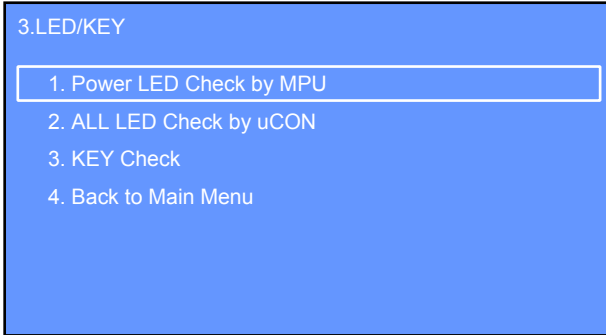 3.LED/KEY
1. Power LED Check by MPU
2. ALL LED Check by uCON
3. KEY Check
4. Back to Main Menu